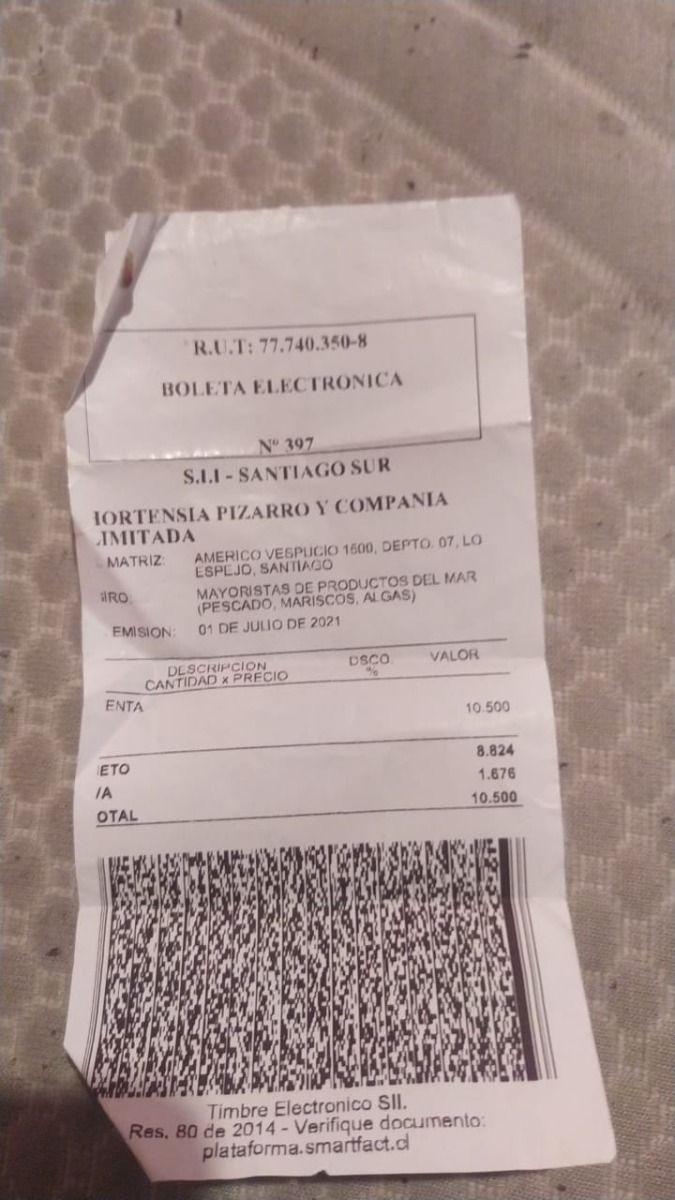 R.U.T: 77.740.350-8
BOLETA ELECTRONICA
Nº 397
S.I.I - SANTIAGO SUR
HORTENSIA PIZARRO Y COMPANIA
LIMITADA
MATRIZ: AMERICO VESPUCIO 1500, DEPTO. 07, LO
ESPEJO, SANTIAGO
IRO: MAYORISTAS DE PRODUCTOS DEL MAR
(PESCADO, MARISCOS, ALGAS)
EMISION: 01 DE JULIO DE 2021
DESCRIPCION DSCO VALOR
CANTIDAD x PRECIO %
ENTA 10.500
ETO 8.824
VA 1.676
OTAL 10.500
Timbre Electronico SII.
Res. 80 de 2014 - Verifique documento:
plataforma.smartfact.cl